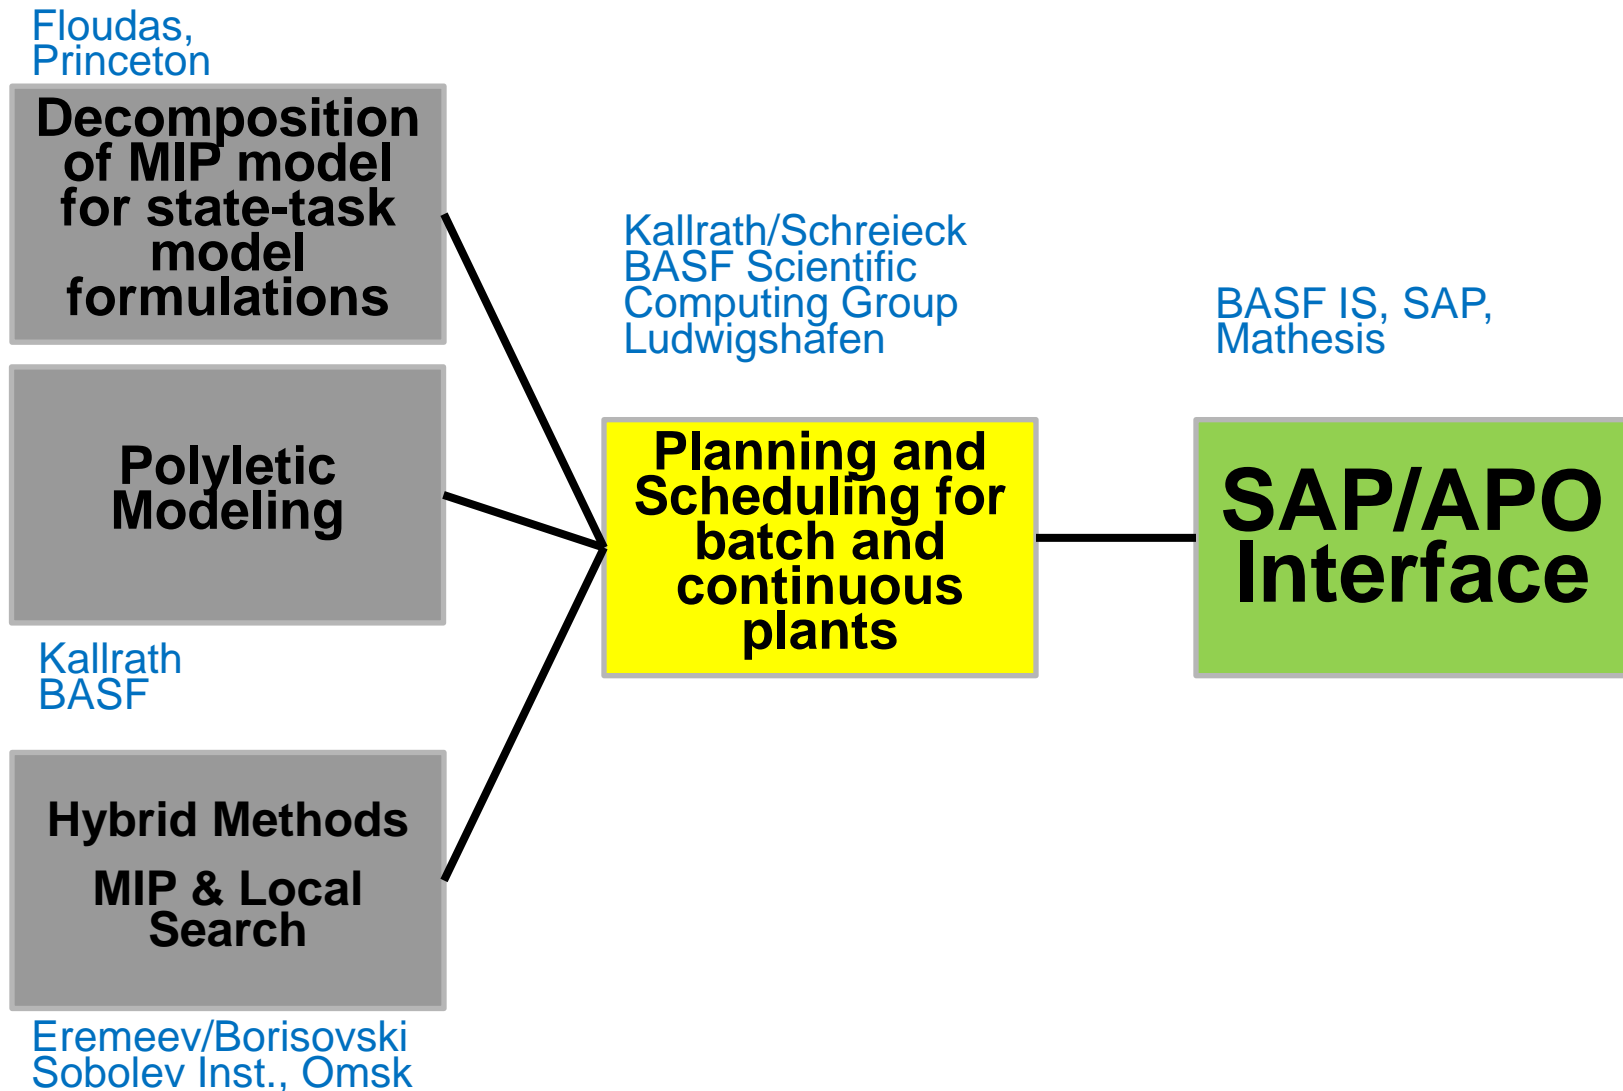 Floudas,
Princeton
Decomposition
of MIP model
for state-task
model
formulations
Polyletic
Modeling
Kallrath
BASF
Hybrid Methods
MIP & Local
Search
Eremeev/Borisovski
Sobolev Inst., Omsk
Kallrath/Schreieck
BASF Scientific
Computing Group
Ludwigshafen
Planning and
Scheduling for
batch and
continuous
plants
BASF IS, SAP,
Mathesis
SAP/APO
Interface